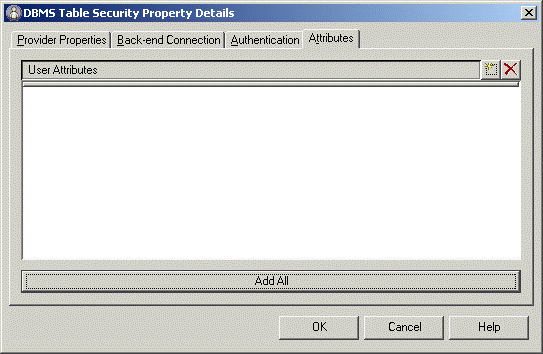 DBMS Table Security Property Details
Provider Properties Back-end Connection Authentication Attributes
User Attributes
Add All
OK Cancel Help